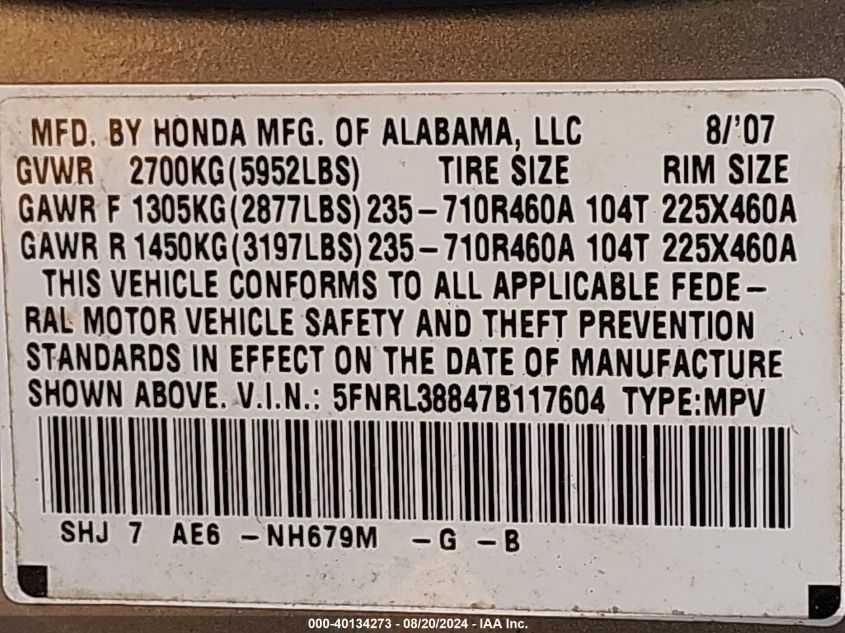 MFD. BY HONDA MFG. OF ALABAMA, LLC 8/'07
GVWR 2700KG(5952LBS) TIRE SIZE RIM SIZE
GAWR F 1305KG(2877LBS) 235-710R460A 104T 225X460A
GAWR R 1450KG(3197LBS) 235-710R460A 104T 225X460A
THIS VEHICLE CONFORMS TO ALL APPLICABLE FEDE-
RAL MOTOR VEHICLE SAFETY AND THEFT PREVENTION
STANDARDS IN EFFECT ON THE DATE OF MANUFACTURE
SHOWN ABOVE. V.I.N.: 5FNRL38847B117604 TYPE:MPV
SHJ 7 AE6 -NH679M -G -B
000-40134273 - 08/20/2024 - IAA Inc.